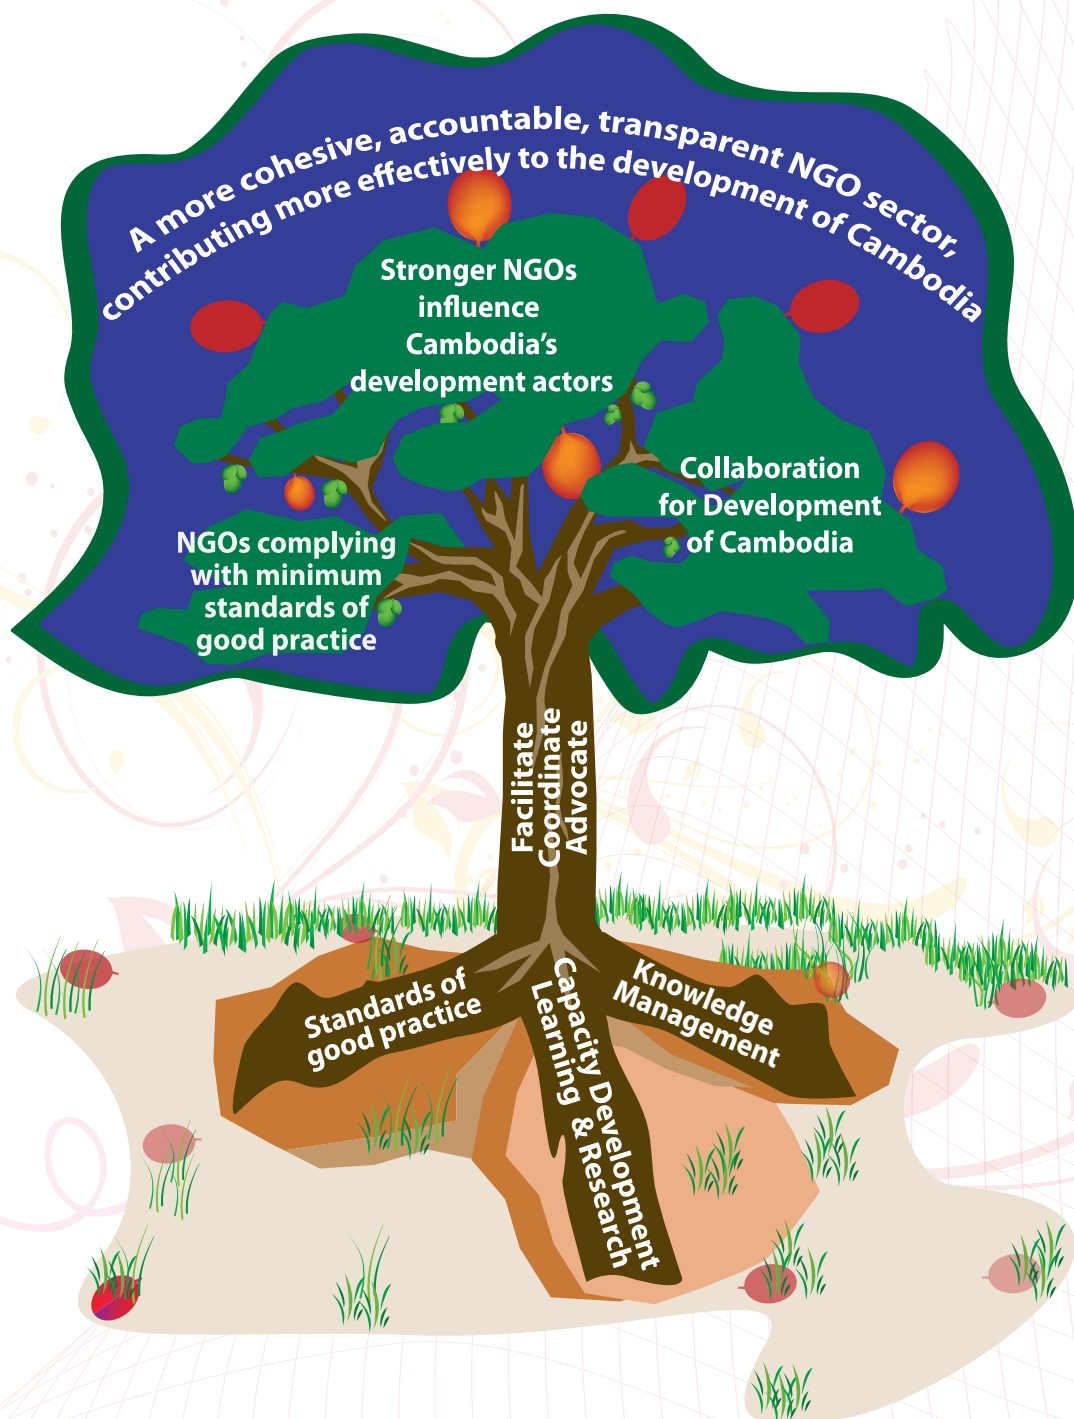 A more cohesive, accountable, transparent NGO sector,
contributing more effectively to the development of Cambodia
Stronger NGOs
influence
Cambodia's
development actors
Collaboration
for Development
of Cambodia
NGOs complying
with minimum
standards of
good practice
Facilitate
Coordinate
Advocate
Standards of
good practice
Capacity Development
Learning & Research
Knowledge
Management